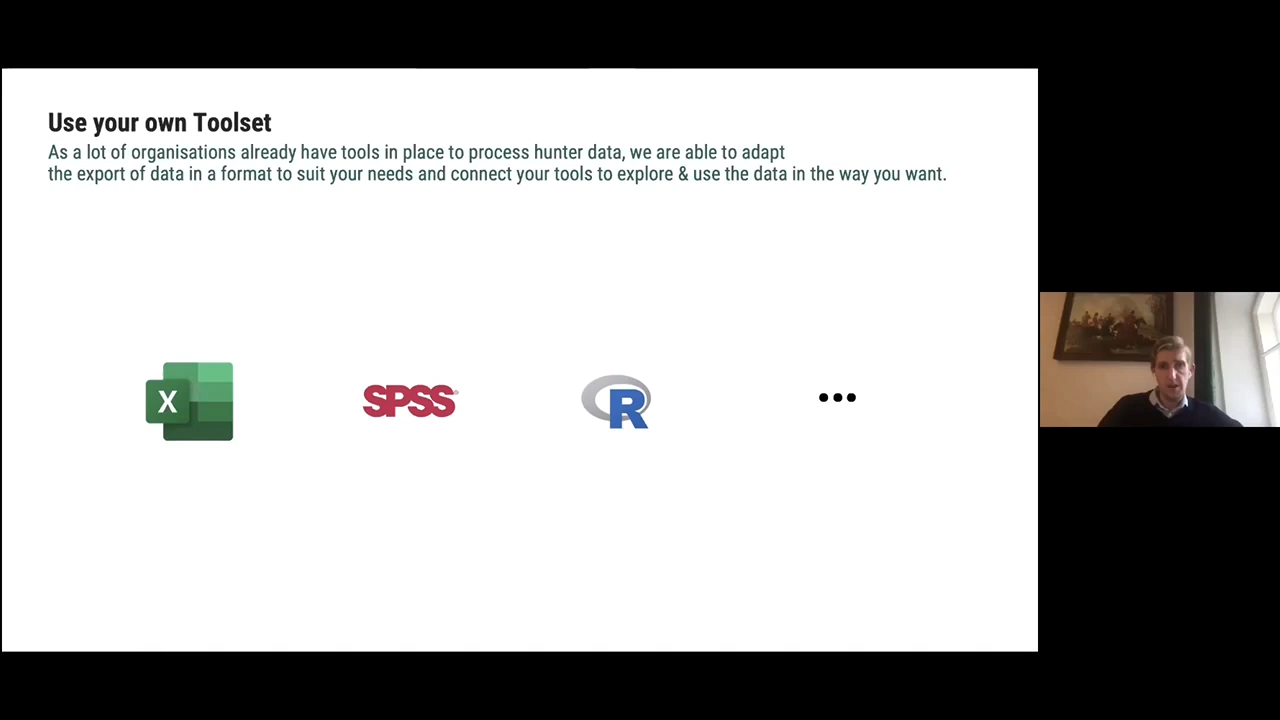 Use your own Toolset
As a lot of organisations already have tools in place to process hunter data, we are able to adapt
the export of data in a format to suit your needs and connect your tools to explore & use the data in the way you want.
X
SPSS
R
...